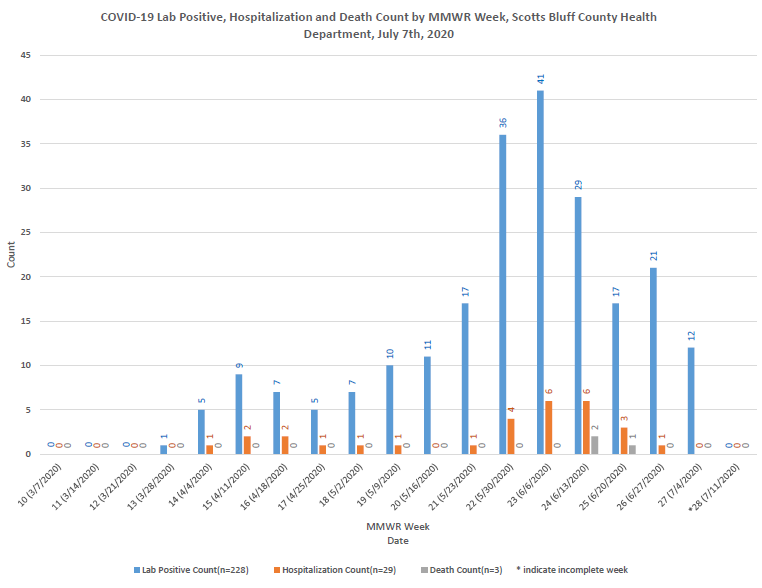 COVID-19 Lab Positive, Hospitalization and Death Count by MMWR Week, Scotts Bluff County Health
Department, July 7th, 2020
45
40
35
30
25
20
15
10
5
0
Count
0 0 0
0 0 0
0 0 0
1 0 0
5 1 0
9 2 0
7 2 0
5 1 0
7 1 0
10 1 0
11 0 0
17 1 0
36 4 0
41 6 0
29 6 2
17 3 1
21 1 0
12 0 0
0 0 0
10 (3/7/2020)
11 (3/14/2020)
12 (3/21/2020)
13 (3/28/2020)
14 (4/4/2020)
15 (4/11/2020)
16 (4/18/2020)
17 (4/25/2020)
18 (5/2/2020)
19 (5/9/2020)
20 (5/16/2020)
21 (5/23/2020)
22 (5/30/2020)
23 (6/6/2020)
24 (6/13/2020)
25 (6/20/2020)
26 (6/27/2020)
27 (7/4/2020)
*28 (7/11/2020)
MMWR Week
Date
Lab Positive Count(n=228) Hospitalization Count(n=29) Death Count(n=3) * indicate incomplete week